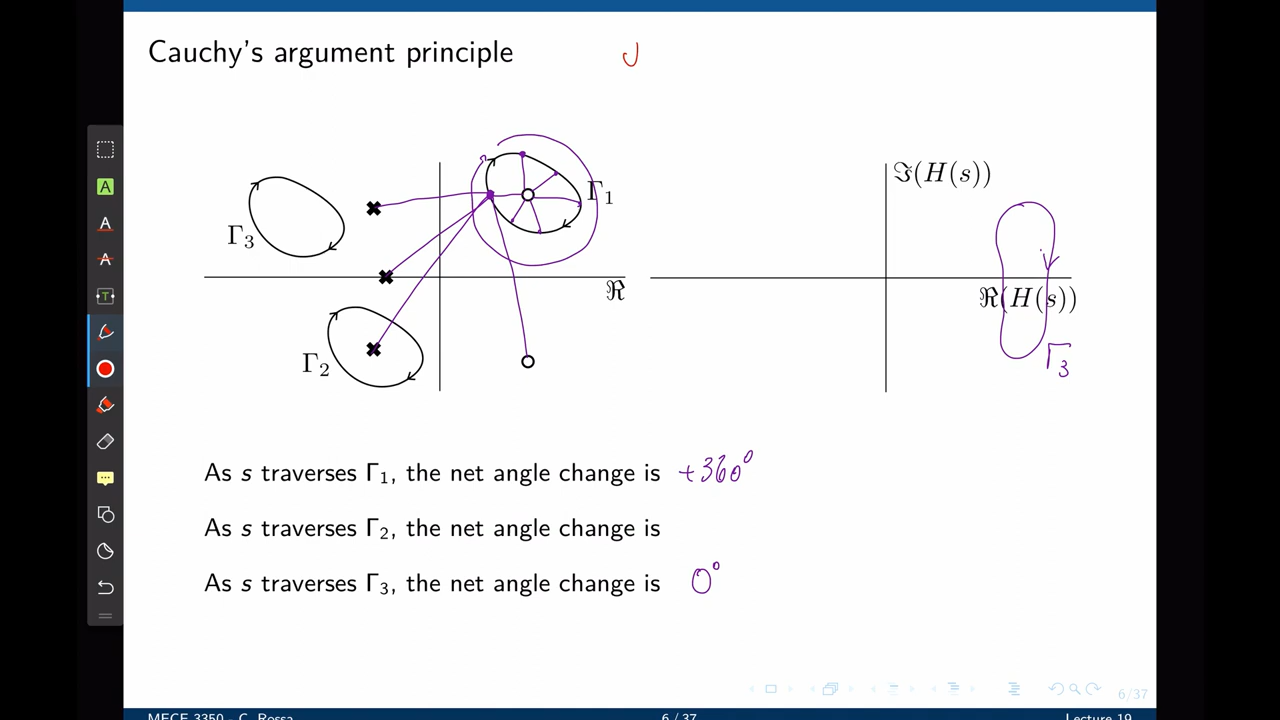 Cauchy's argument principle
Γ1
ℑ(H(s))
Γ3
ℜ
ℜ(H(s))
Γ2
Γ3
As s traverses Γ1, the net angle change is +360°
As s traverses Γ2, the net angle change is
As s traverses Γ3, the net angle change is 0°
6/37
MECE 3350 - C. Rossa 6 / 37 Lecture 19